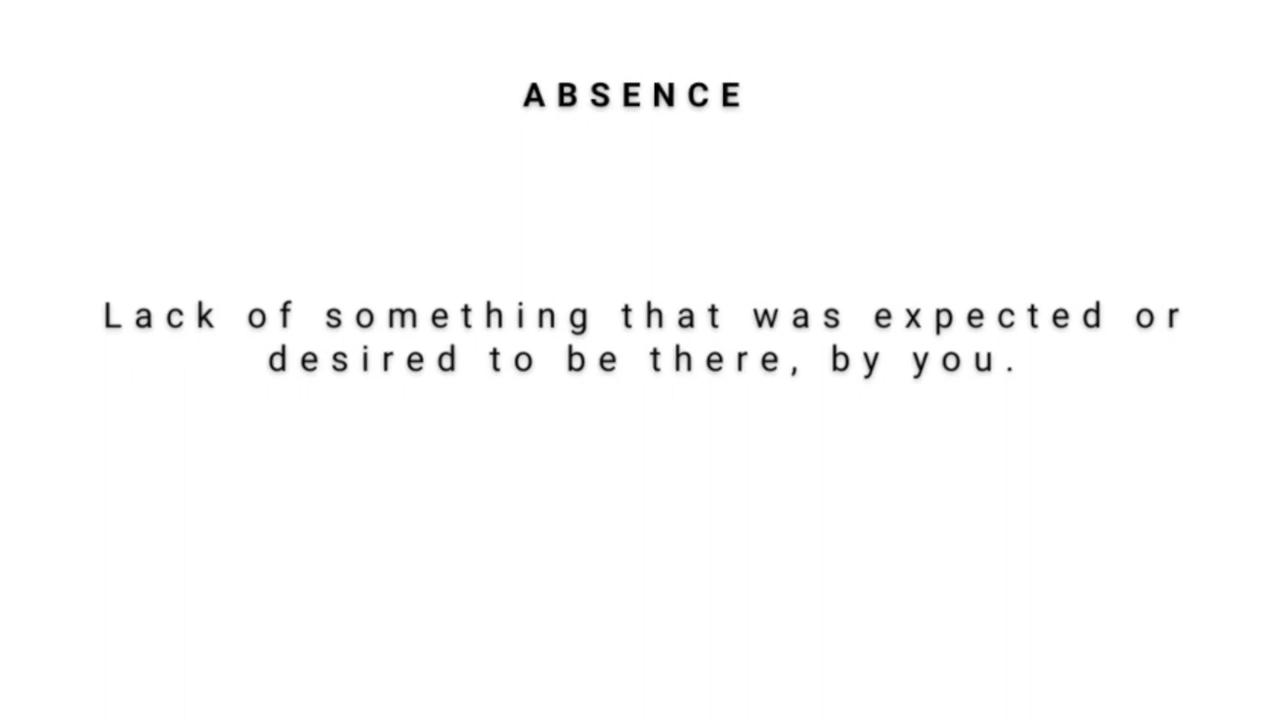 ABSENCE
Lack of something that was expected or
desired to be there, by you.